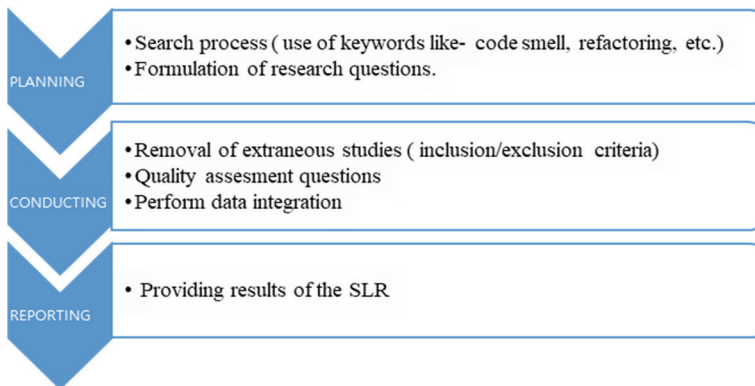 PLANNING
•Search process ( use of keywords like- code smell, refactoring, etc.)
•Formulation of research questions.
CONDUCTING
•Removal of extraneous studies ( inclusion/exclusion criteria)
•Quality assesment questions
•Perform data integration
REPORTING
• Providing results of the SLR